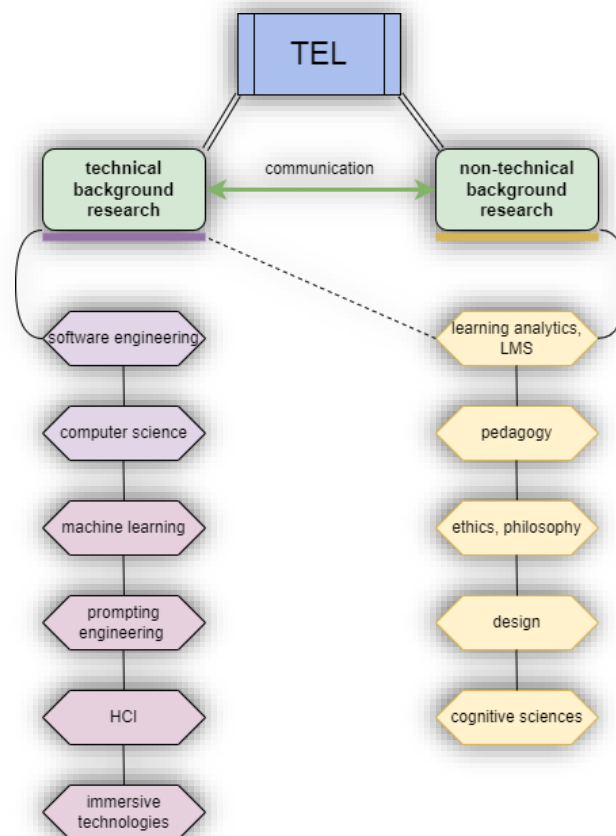 TEL
technical
background
research
communication
non-technical
background
research
software engineering
learning analytics,
LMS
computer science
pedagogy
machine learning
ethics, philosophy
prompting
engineering
design
HCI
cognitive sciences
immersive
technologies